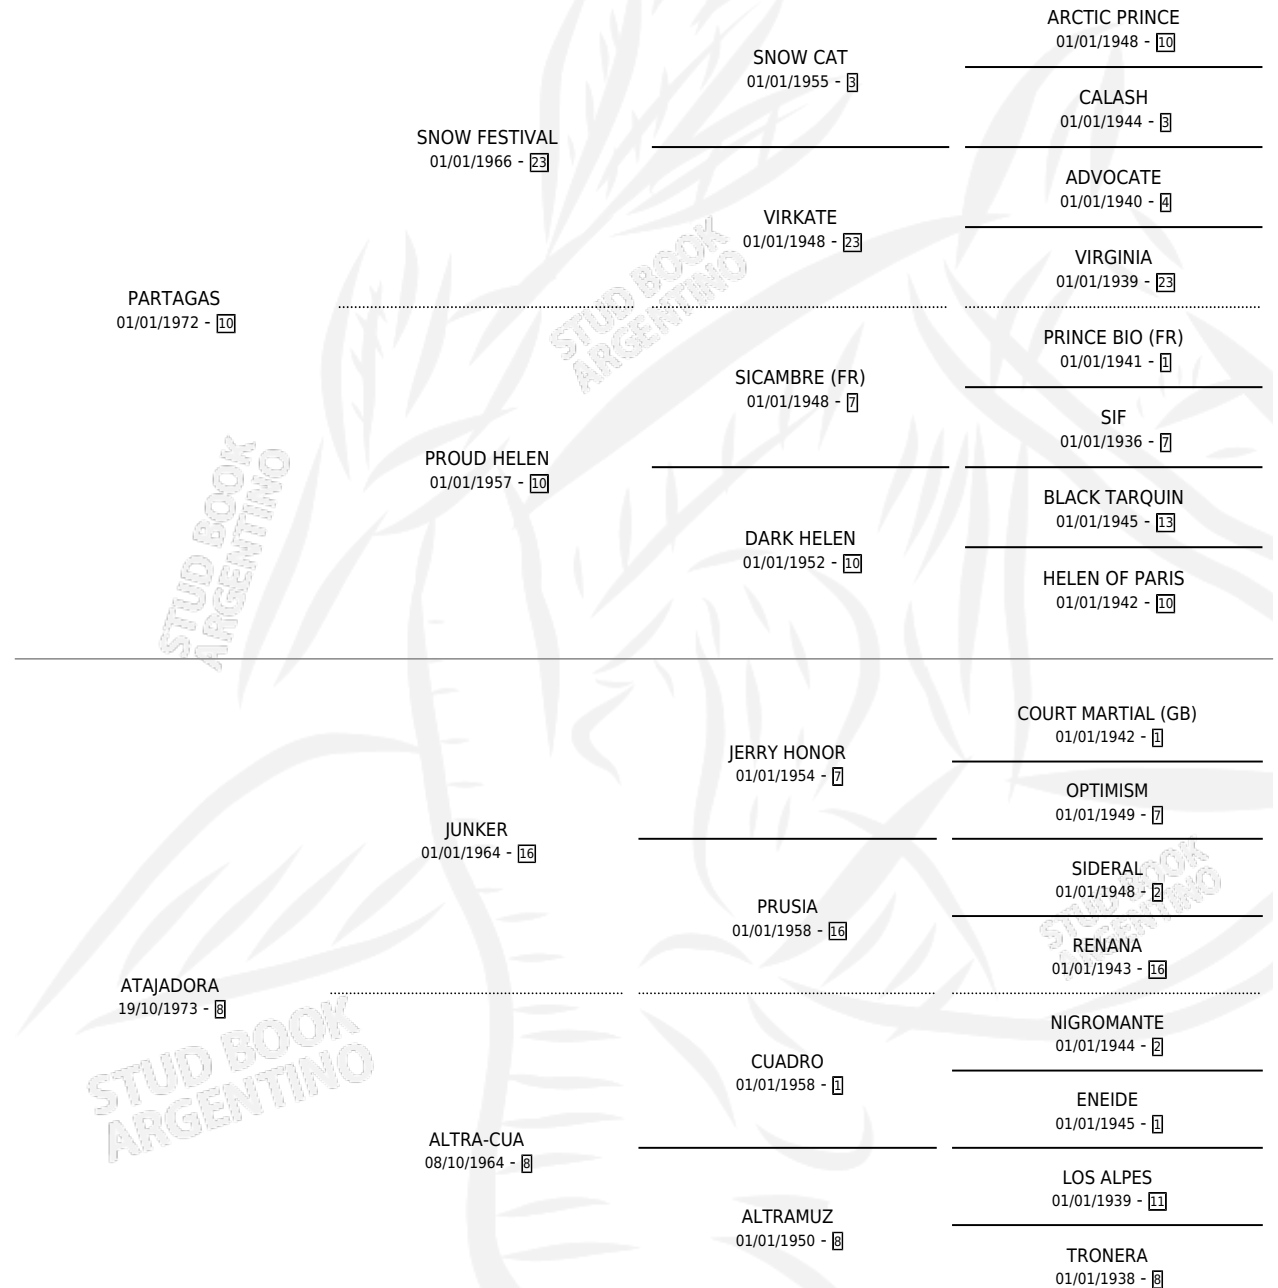 ARCTIC PRINCE
01/01/1948 - 10
SNOW CAT
01/01/1955 - 3
CALASH
01/01/1944 - 3
SNOW FESTIVAL
01/01/1966 - 23
ADVOCATE
01/01/1940 - 4
VIRKATE
01/01/1948 - 23
VIRGINIA
01/01/1939 - 23
PARTAGAS
01/01/1972 - 10
STUD BOOK
ARGENTINO
PRINCE BIO (FR)
01/01/1941 - 1
SICAMBRE (FR)
01/01/1948 - 7
SIF
01/01/1936 - 7
PROUD HELEN
01/01/1957 - 10
BLACK TARQUIN
01/01/1945 - 13
DARK HELEN
01/01/1952 - 10
HELEN OF PARIS
01/01/1942 - 10
STUD BOOK
ARGENTINO
COURT MARTIAL (GB)
01/01/1942 - 1
JERRY HONOR
01/01/1954 - 7
OPTIMISM
01/01/1949 - 7
JUNKER
01/01/1964 - 16
SIDERAL
01/01/1948 - 2
STUD BOOK
ARGENTINO
PRUSIA
01/01/1958 - 16
RENANA
01/01/1943 - 16
ATAJADORA
19/10/1973 - 8
NIGROMANTE
01/01/1944 - 2
STUD BOOK
ARGENTINO
CUADRO
01/01/1958 - 1
ENEIDE
01/01/1945 - 1
ALTRA-CUA
08/10/1964 - 8
LOS ALPES
01/01/1939 - 11
ALTRAMUZ
01/01/1950 - 8
TRONERA
01/01/1938 - 8